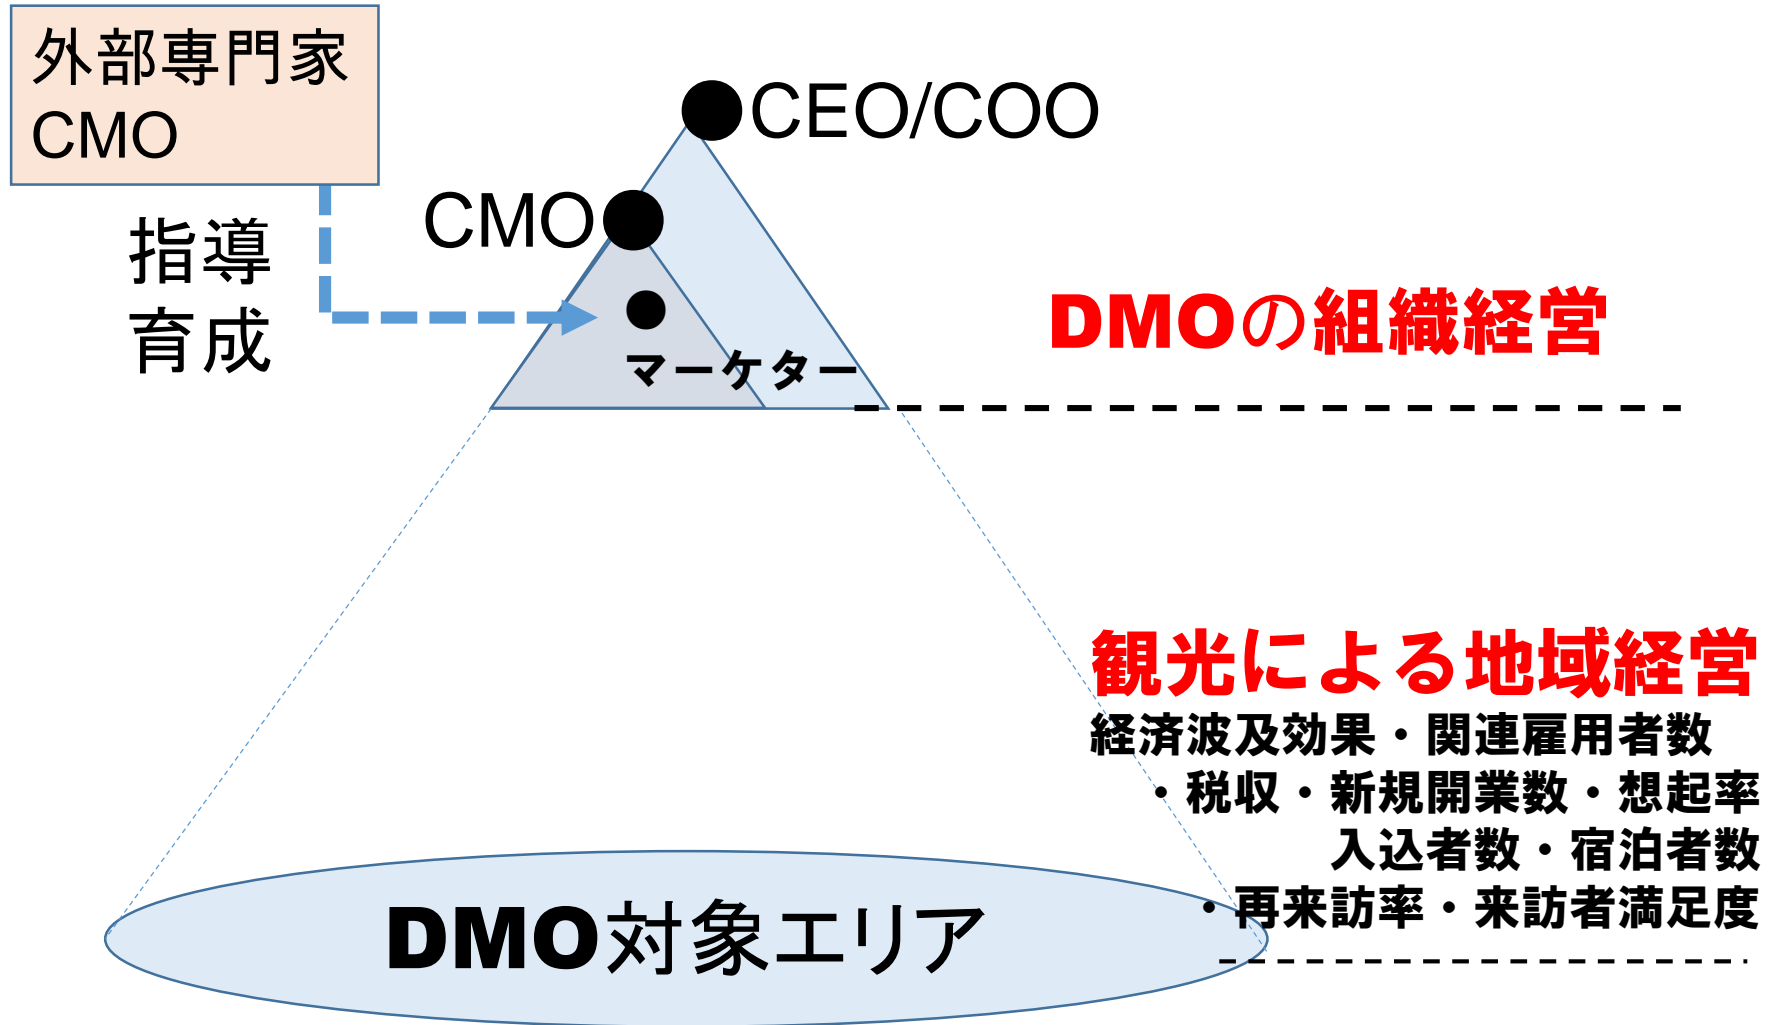 外部専門家
CMO
CEO/COO
CMO
指導
育成
マーケター
DMOの組織経営
観光による地域経営
経済波及効果・関連雇用者数
・税収・新規開業数・想起率
入込者数・宿泊者数
・再来訪率・来訪者満足度
DMO対象エリア